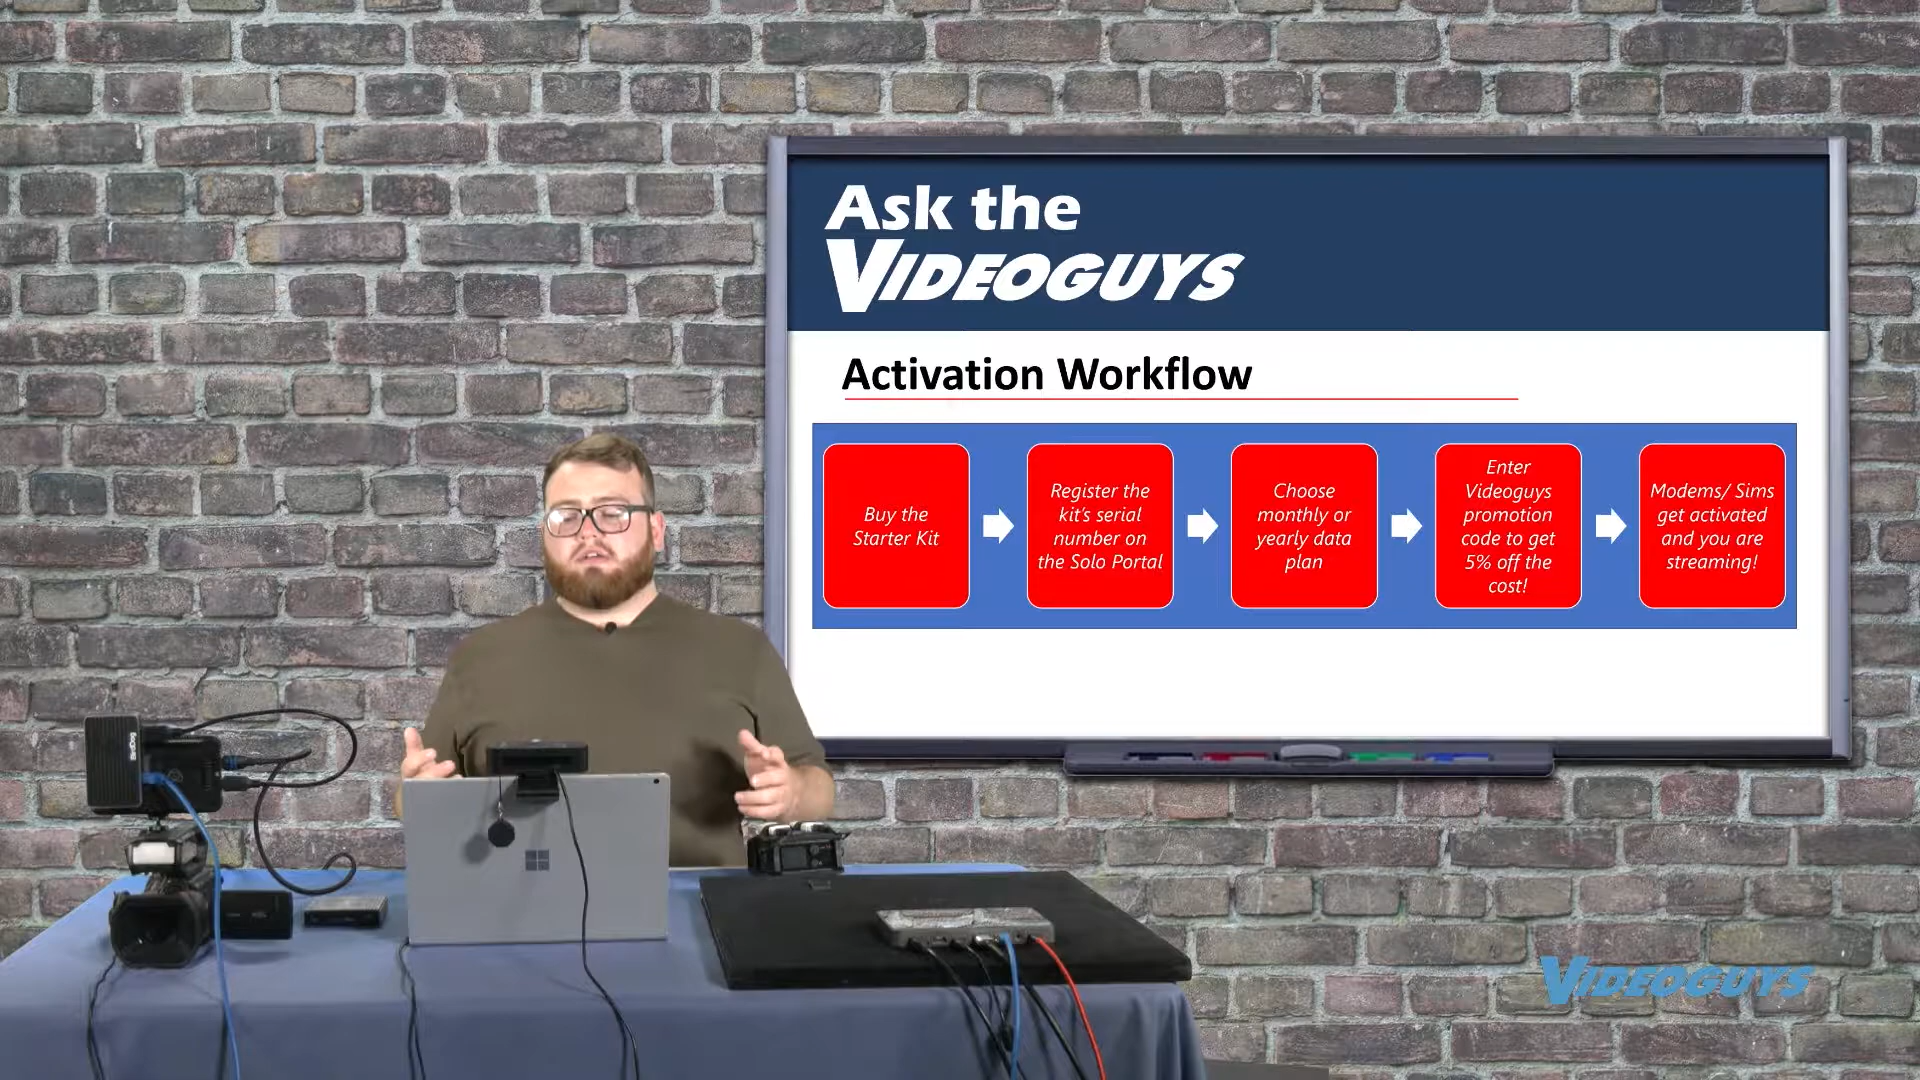 Ask the
VIDEOGUYS
Activation Workflow
Buy the
Starter Kit
Register the
kit's serial
number on
the Solo Portal
Choose
monthly or
yearly data
plan
Enter
Videoguys
promotion
code to get
5% off the
cost!
Modems/ Sims
get activated
and you are
streaming!
BirdDog
VIDEOGUYS